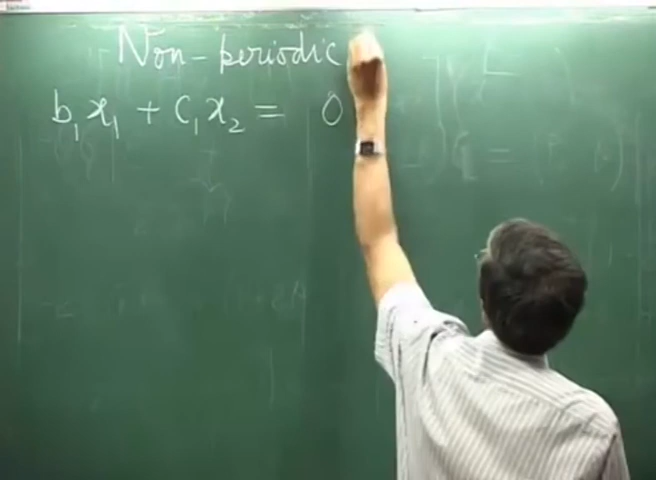 Non-periodic
b₁x₁ + c₁x₂ = 0